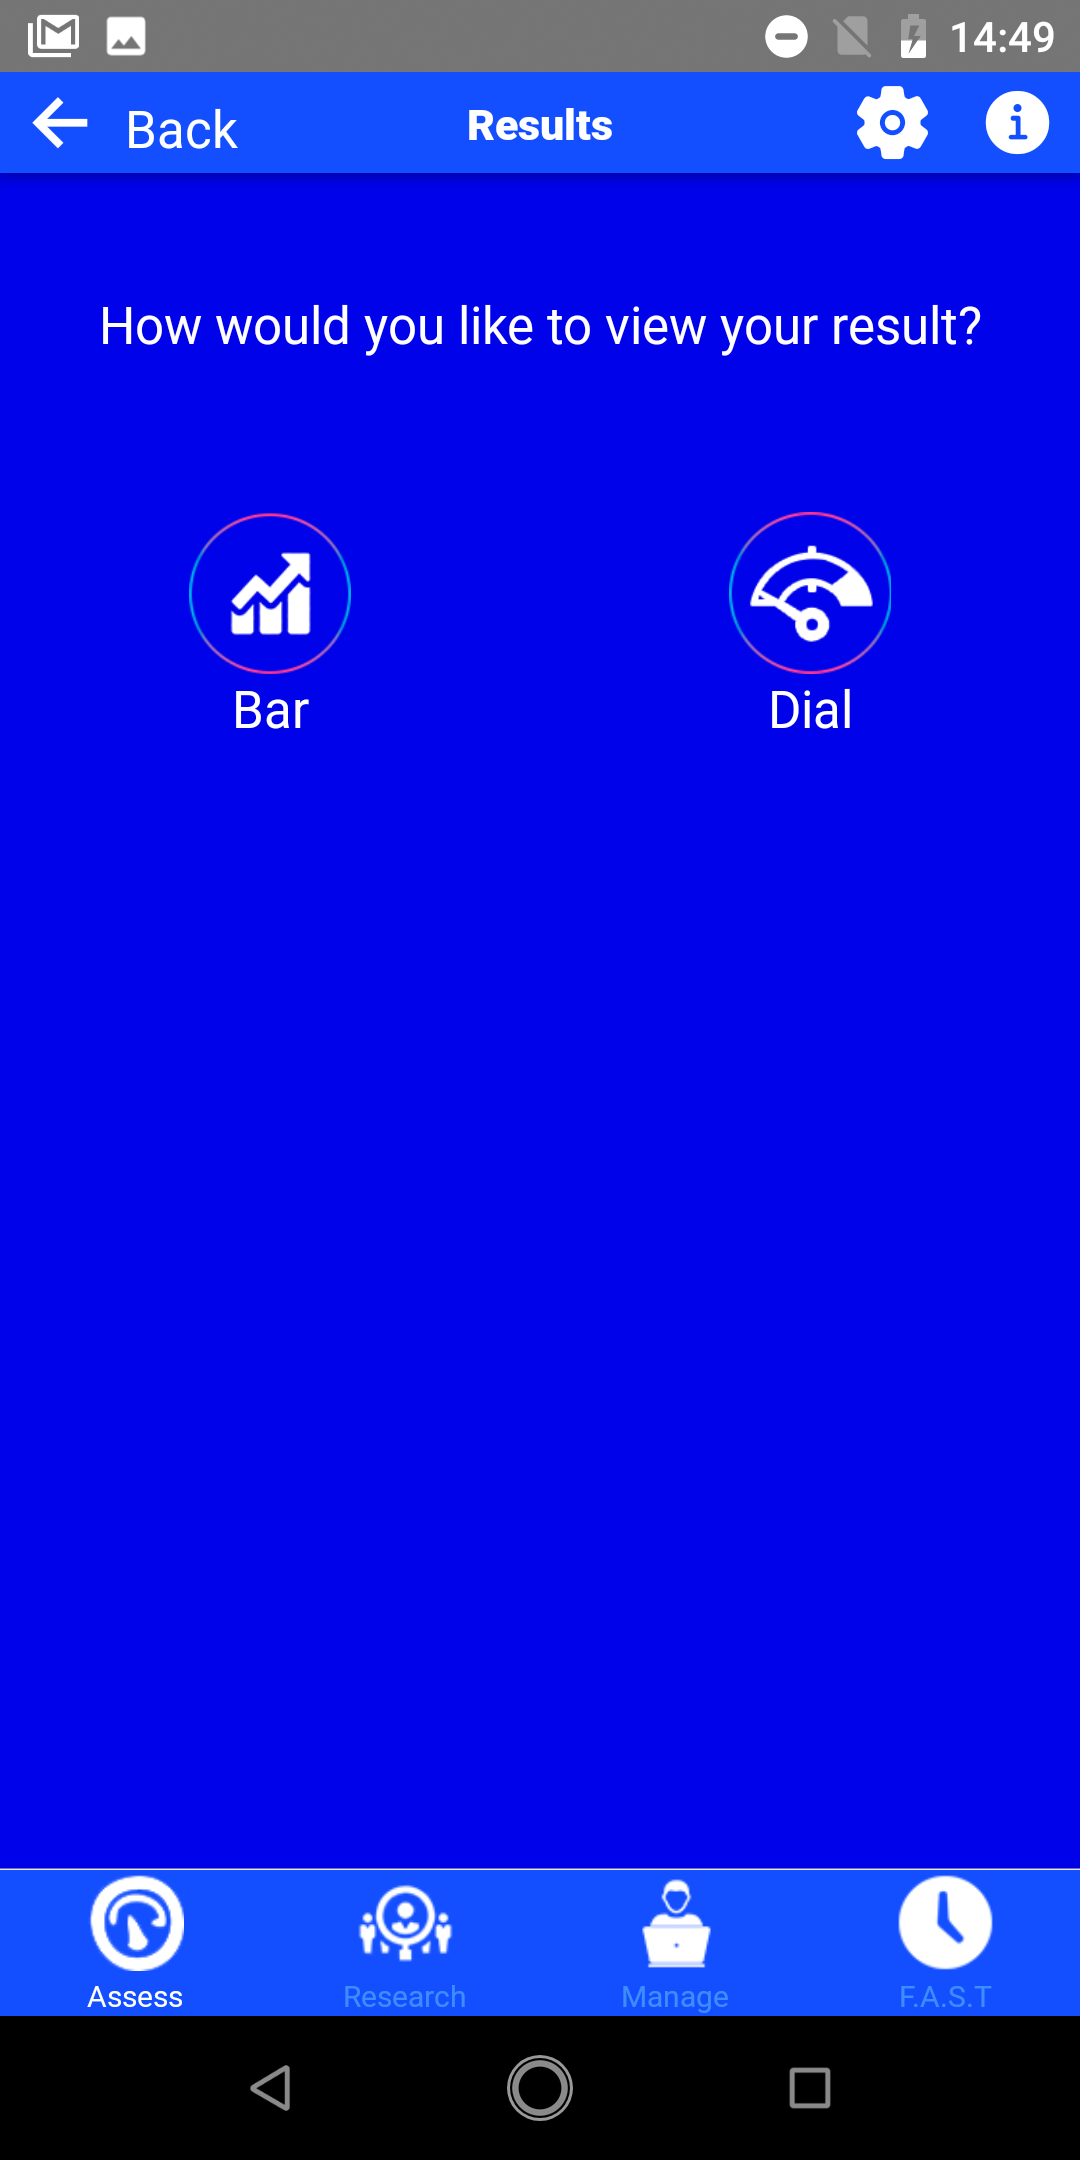 14:49
Back
Results
How would you like to view your result?
Bar
Dial
Assess
Research
Manage
F.A.S.T